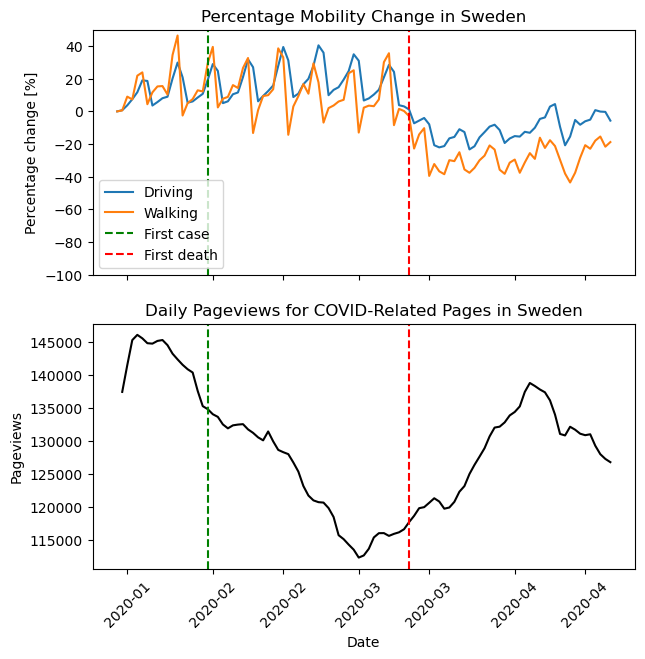 Percentage Mobility Change in Sweden
Percentage change [%]
40
20
0
−20
−40
−60
−80
−100
Driving
Walking
First case
First death
Daily Pageviews for COVID-Related Pages in Sweden
Pageviews
145000
140000
135000
130000
125000
120000
115000
2020-01
2020-02
2020-02
2020-03
2020-03
2020-04
2020-04
Date